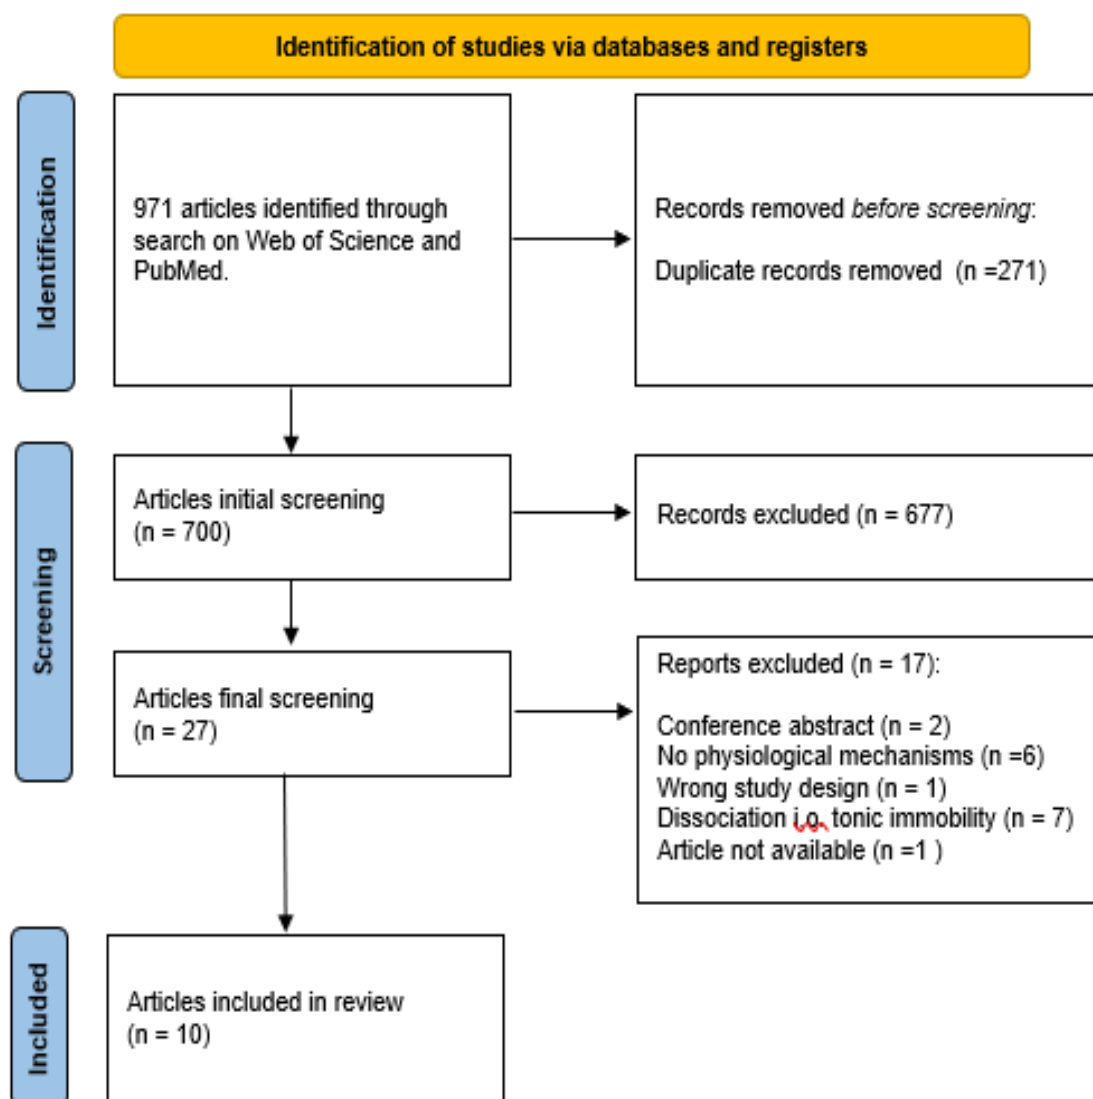 Identification of studies via databases and registers
Identification
971 articles identified through
search on Web of Science and
PubMed.
Records removed before screening:
Duplicate records removed (n =271)
Screening
Articles initial screening
(n = 700)
Records excluded (n = 677)
Articles final screening
(n = 27)
Reports excluded (n = 17):
Conference abstract (n = 2)
No physiological mechanisms (n =6)
Wrong study design (n = 1)
Dissociation i.o. tonic immobility (n = 7)
Article not available (n =1 )
Included
Articles included in review
(n = 10)